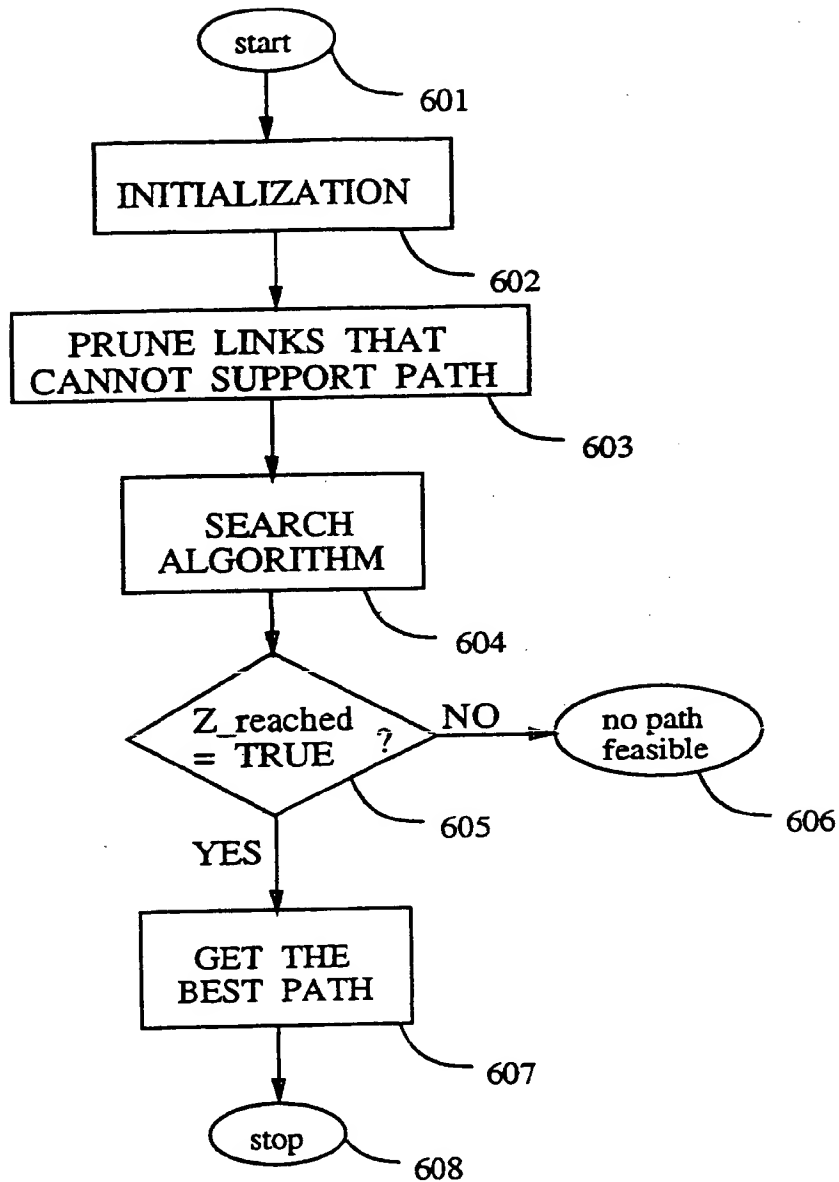 start
601
INITIALIZATION
602
PRUNE LINKS THAT
CANNOT SUPPORT PATH
603
SEARCH
ALGORITHM
604
Z_reached
= TRUE ?
NO
no path
feasible
605
606
YES
GET THE
BEST PATH
607
stop
608